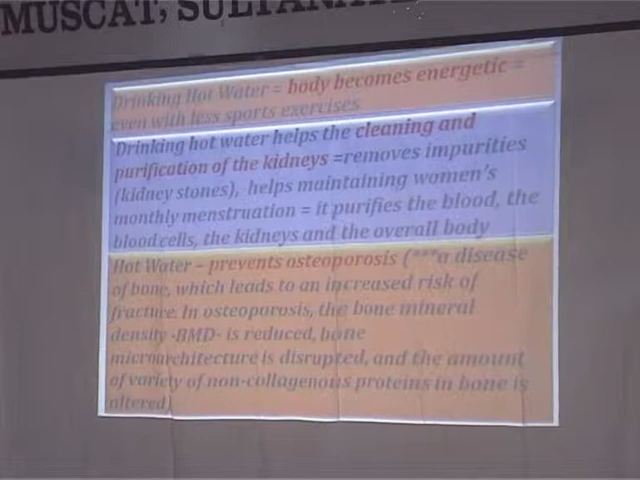 MUSCAT, SULTANATE
Drinking Hot Water = body becomes energetic =
even with less sports exercises
Drinking hot water helps the cleaning and
purification of the kidneys =removes impurities
(kidney stones), helps maintaining women's
monthly menstruation = it purifies the blood, the
blood cells, the kidneys and the overall body
Hot Water – prevents osteoporosis (***a disease
of bone, which leads to an increased risk of
fracture. In osteoporosis, the bone mineral
density -BMD- is reduced, bone
microarchitecture is disrupted, and the amount
of variety of non-collagenous proteins in bone is
altered)